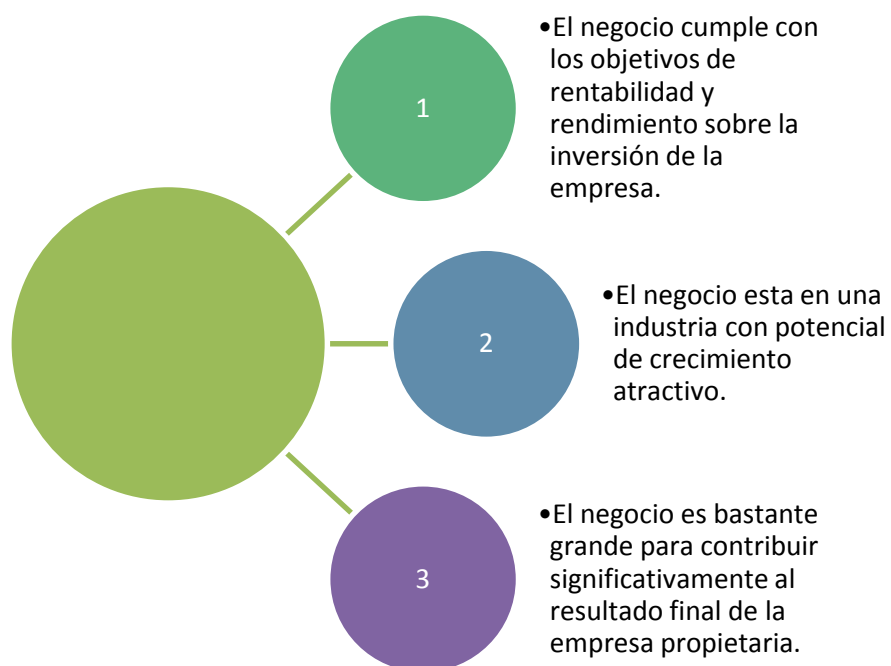 1
•El negocio cumple con
los objetivos de
rentabilidad y
rendimiento sobre la
inversión de la
empresa.
2
•El negocio esta en una
industria con potencial
de crecimiento
atractivo.
3
•El negocio es bastante
grande para contribuir
significativamente al
resultado final de la
empresa propietaria.